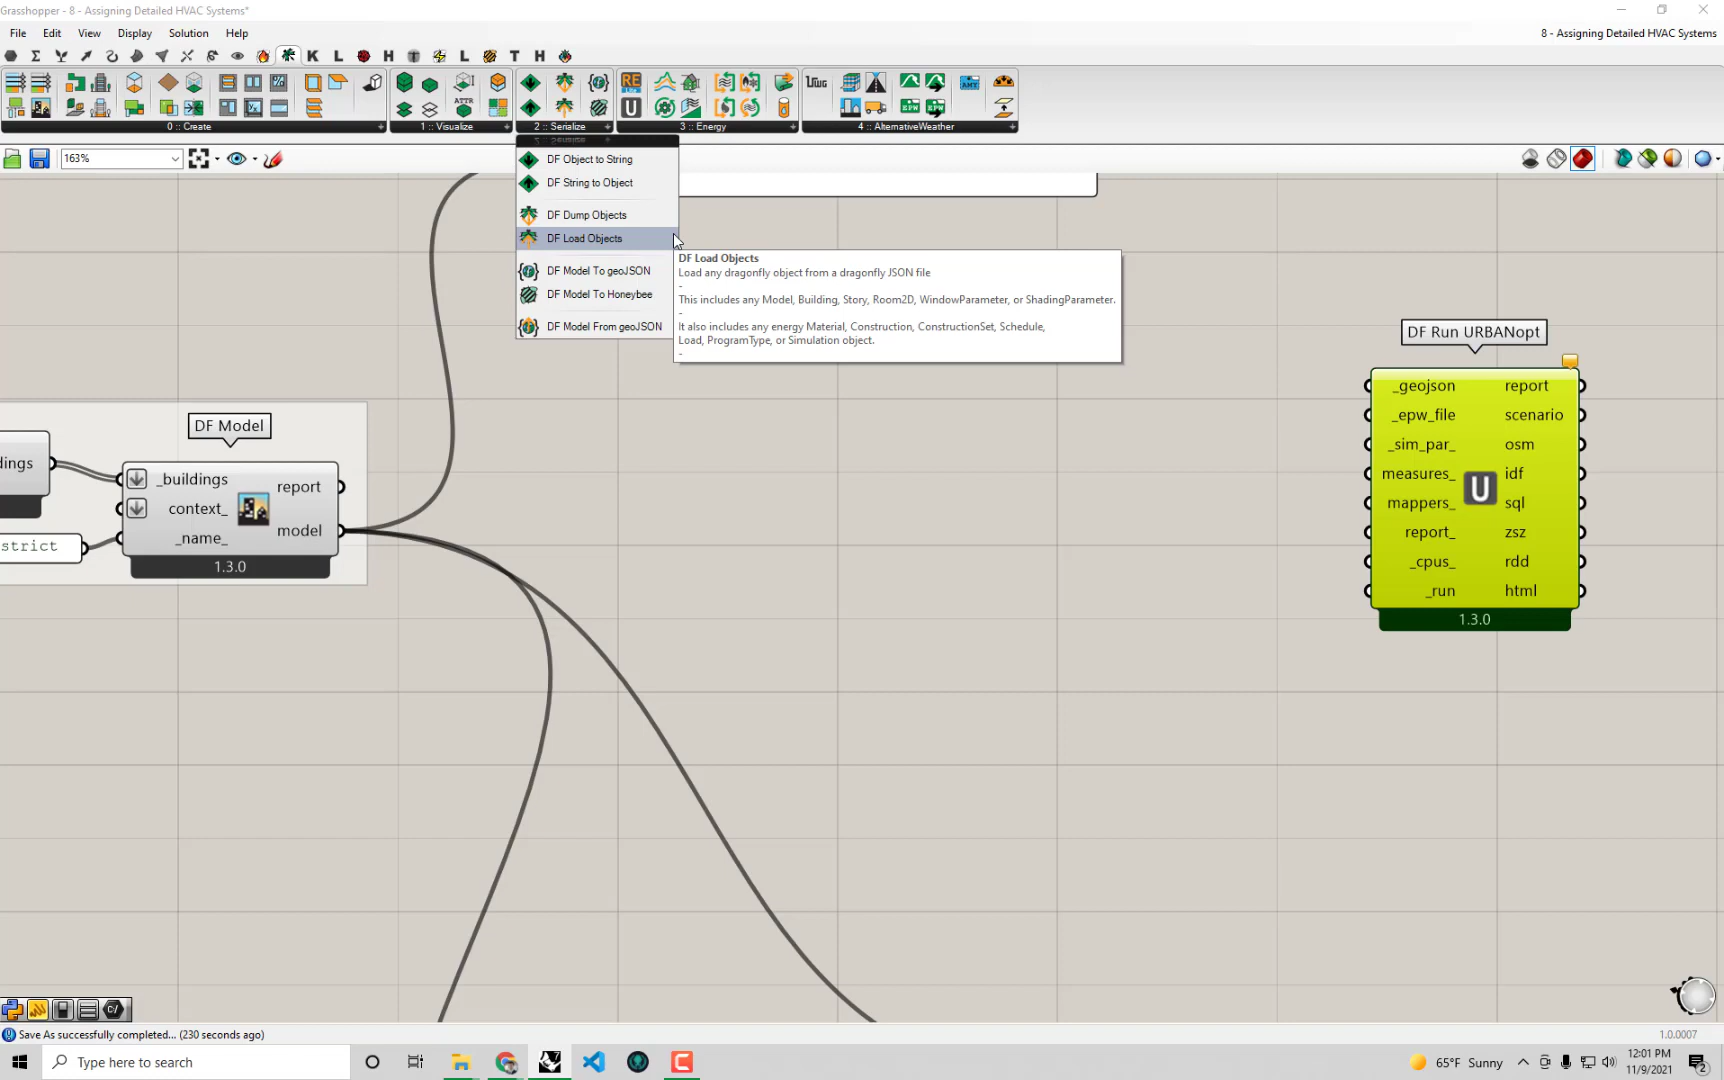 Grasshopper - 8 - Assigning Detailed HVAC Systems*
File Edit View Display Solution Help
8 - Assigning Detailed HVAC Systems*
K L H L T H
RE
U
UWG
EPW EPW
ATTR
0 :: Create
1 :: Visualize
2 :: Serialize
3 :: Energy
4 :: AlternativeWeather
163%
DF Object to String
DF String to Object
DF Dump Objects
DF Load Objects
DF Model To geoJSON
DF Model To Honeybee
DF Model From geoJSON
DF Load Objects
Load any dragonfly object from a dragonfly JSON file
-
This includes any Model, Building, Story, Room2D, WindowParameter, or ShadingParameter.
-
It also includes any energy Material, Construction, ConstructionSet, Schedule,
Load, ProgramType, or Simulation object.
-
dings
strict
DF Model
_buildings
context_
_name_
report
model
1.3.0
DF Run URBANopt
_geojson
_epw_file
_sim_par_
measures_
mappers_
report_
_cpus_
_run
U
report
scenario
osm
idf
sql
zsz
rdd
html
1.3.0
Save As successfully completed... (230 seconds ago)
1.0.0007
Type here to search
65°F Sunny
12:01 PM
11/9/2021
2